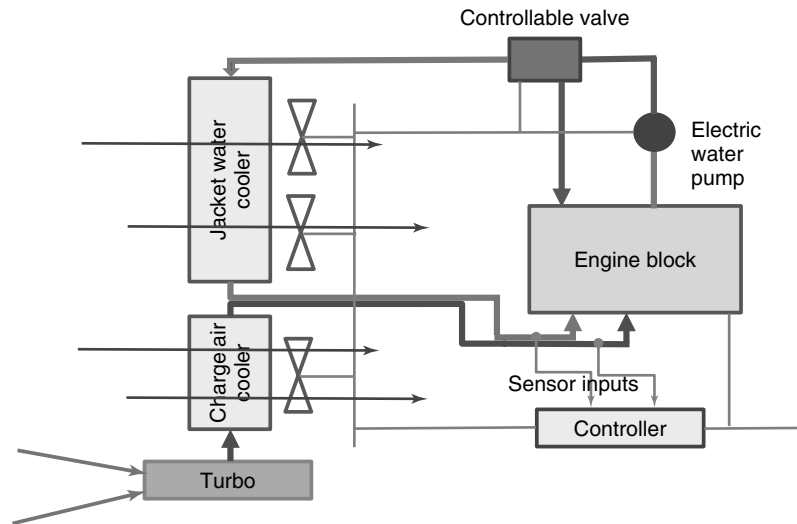 Controllable valve
Electric
water
pump
Jacket water
cooler
Engine block
Charge air
cooler
Sensor inputs
Controller
Turbo